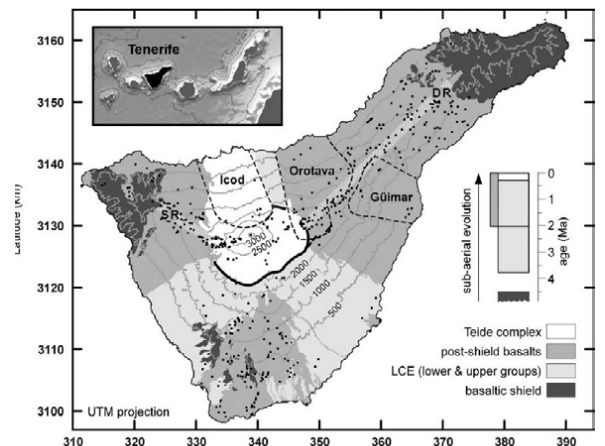 Tenerife
3160
3150
3140
3130
3120
3110
3100
310 320 330 340 350 360 370 380 390
DR
Icod
Orotava
Güimar
SR
3000
2500
2000
1500
1000
500
sub-aerial evolution
0
1
2
3
4
age (Ma)
Teide complex
post-shield basalts
LCE (lower & upper groups)
basaltic shield
UTM projection